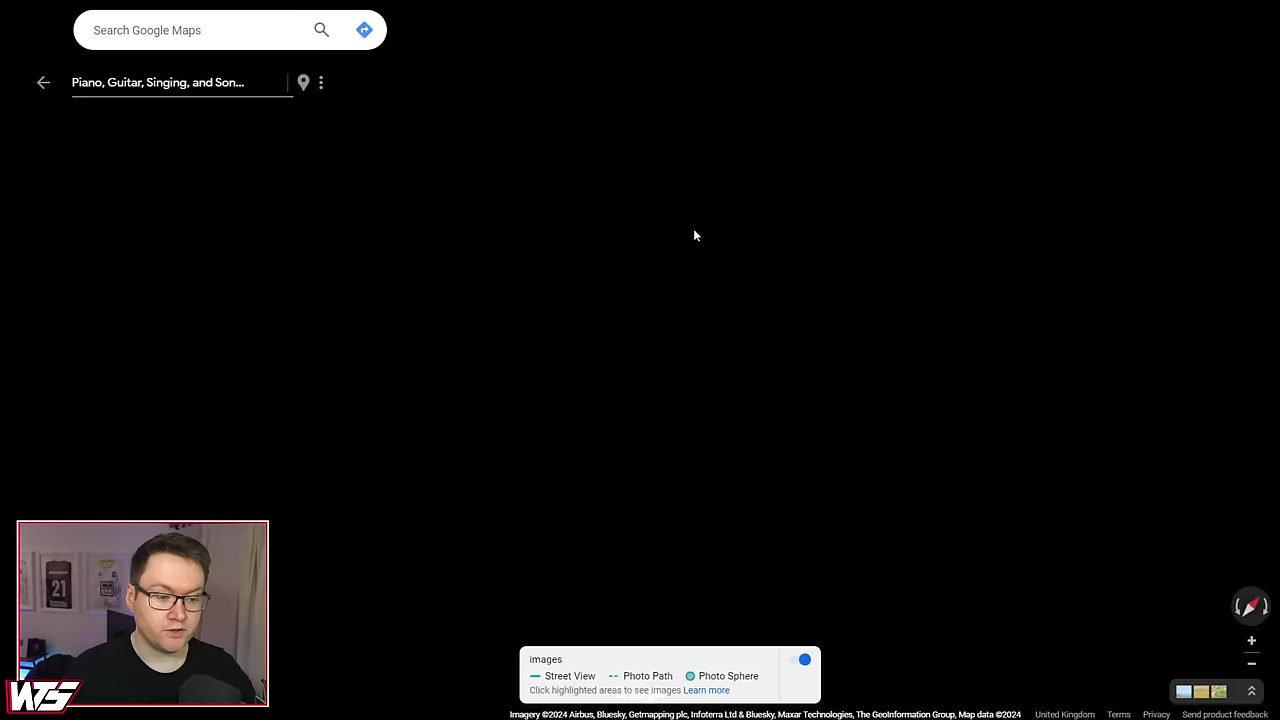 Search Google Maps
Piano, Guitar, Singing, and Son...
21
images
Street View
Photo Path
Photo Sphere
Click highlighted areas to see images Learn more
WTS
Imagery ©2024 Airbus, Bluesky, Getmapping plc, Infoterra Ltd & Bluesky, Maxar Technologies, The GeoInformation Group, Map data ©2024 United Kingdom Terms Privacy Send product feedback